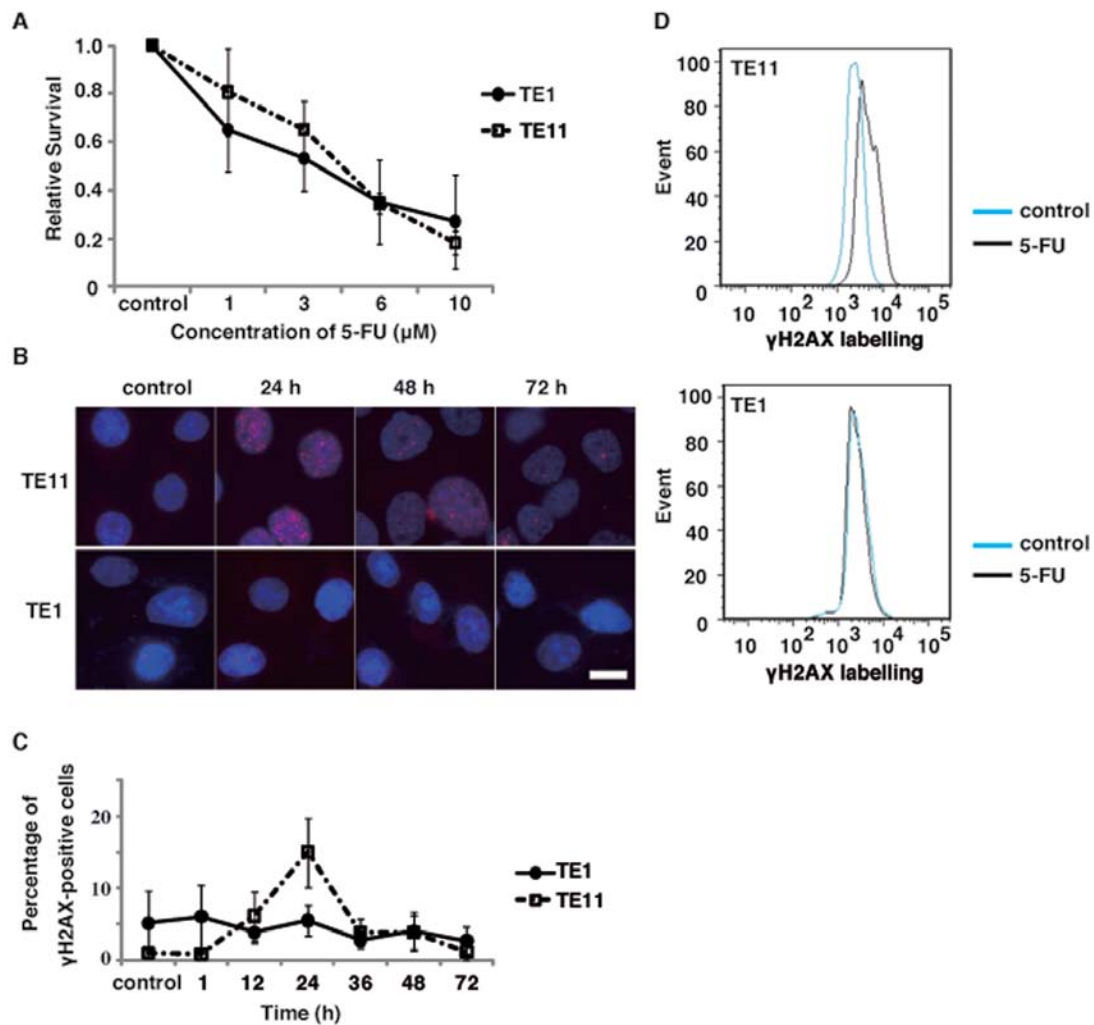 A
1.0
0.8
0.6
0.4
0.2
0
Relative Survival
control 1 3 6 10
Concentration of 5-FU (µM)
TE1
TE11
B
control 24 h 48 h 72 h
TE11
TE1
C
Percentage of
γH2AX-positive cells
20
10
0
control 1 12 24 36 48 72
Time (h)
TE1
TE11
D
TE11
100
80
60
40
20
0
Event
10 10² 10³ 10⁴ 10⁵
γH2AX labelling
control
5-FU
TE1
100
80
60
40
20
0
Event
10 10² 10³ 10⁴ 10⁵
γH2AX labelling
control
5-FU